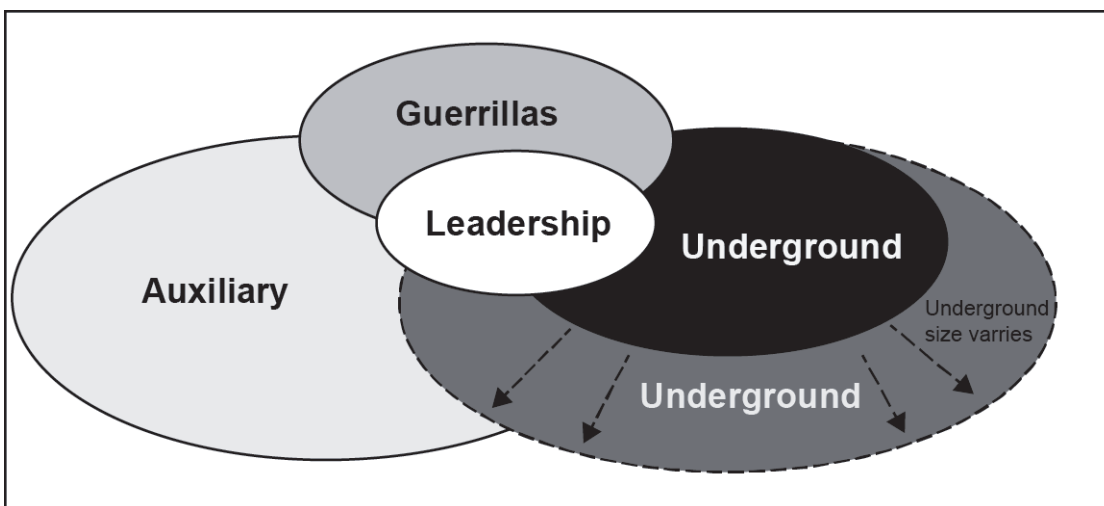 Guerrillas
Leadership
Underground
Auxiliary
Underground
size varries
Underground